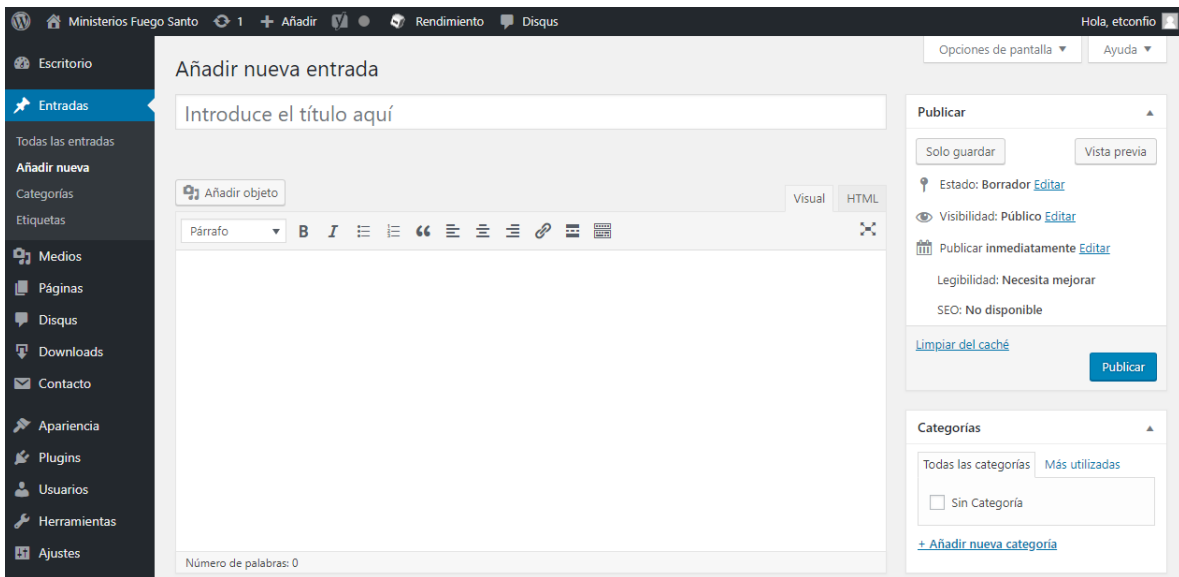 Ministerios Fuego Santo 1 Añadir Rendimiento Disqus Hola, etconfio
Opciones de pantalla Ayuda
Escritorio
Entradas
Todas las entradas
Añadir nueva
Categorías
Etiquetas
Medios
Páginas
Disqus
Downloads
Contacto
Apariencia
Plugins
Usuarios
Herramientas
Ajustes
Añadir nueva entrada
Introduce el título aquí
Añadir objeto
Visual HTML
Párrafo B I
Número de palabras: 0
Publicar
Solo guardar Vista previa
Estado: Borrador Editar
Visibilidad: Público Editar
Publicar inmediatamente Editar
Legibilidad: Necesita mejorar
SEO: No disponible
Limpiar del caché
Publicar
Categorías
Todas las categorías Más utilizadas
Sin Categoría
+ Añadir nueva categoría